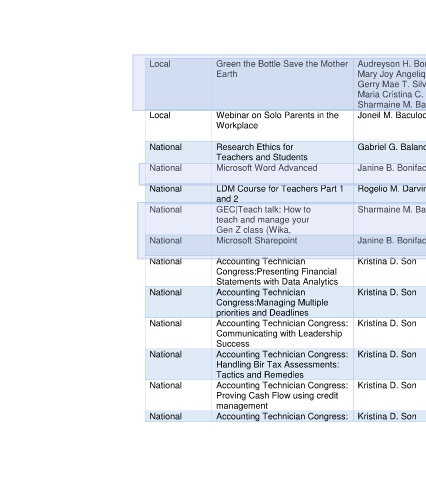 Local Green the Bottle Save the Mother Audreyson H. Bo
Earth Mary Joy Angeliq
Gerry Mae T. Silv
Maria Cristina C.
Sharmaine M. Ba
Local Webinar on Solo Parents in the Joneil M. Baculoc
Workplace
National Research Ethics for Gabriel G. Balanc
Teachers and Students
National Microsoft Word Advanced Janine B. Bonifac
National LDM Course for Teachers Part 1 Rogelio M. Darvin
and 2
National GEC|Teach talk: How to Sharmaine M. Ba
teach and manage your
Gen Z class (Wika,
National Microsoft Sharepoint Janine B. Bonifac
National Accounting Technician Kristina D. Son
Congress:Presenting Financial
Statements with Data Analytics
National Accounting Technician Kristina D. Son
Congress:Managing Multiple
priorities and Deadlines
National Accounting Technician Congress: Kristina D. Son
Communicating with Leadership
Success
National Accounting Technician Congress: Kristina D. Son
Handling Bir Tax Assessments:
Tactics and Remedies
National Accounting Technician Congress: Kristina D. Son
Proving Cash Flow using credit
management
National Accounting Technician Congress: Kristina D. Son